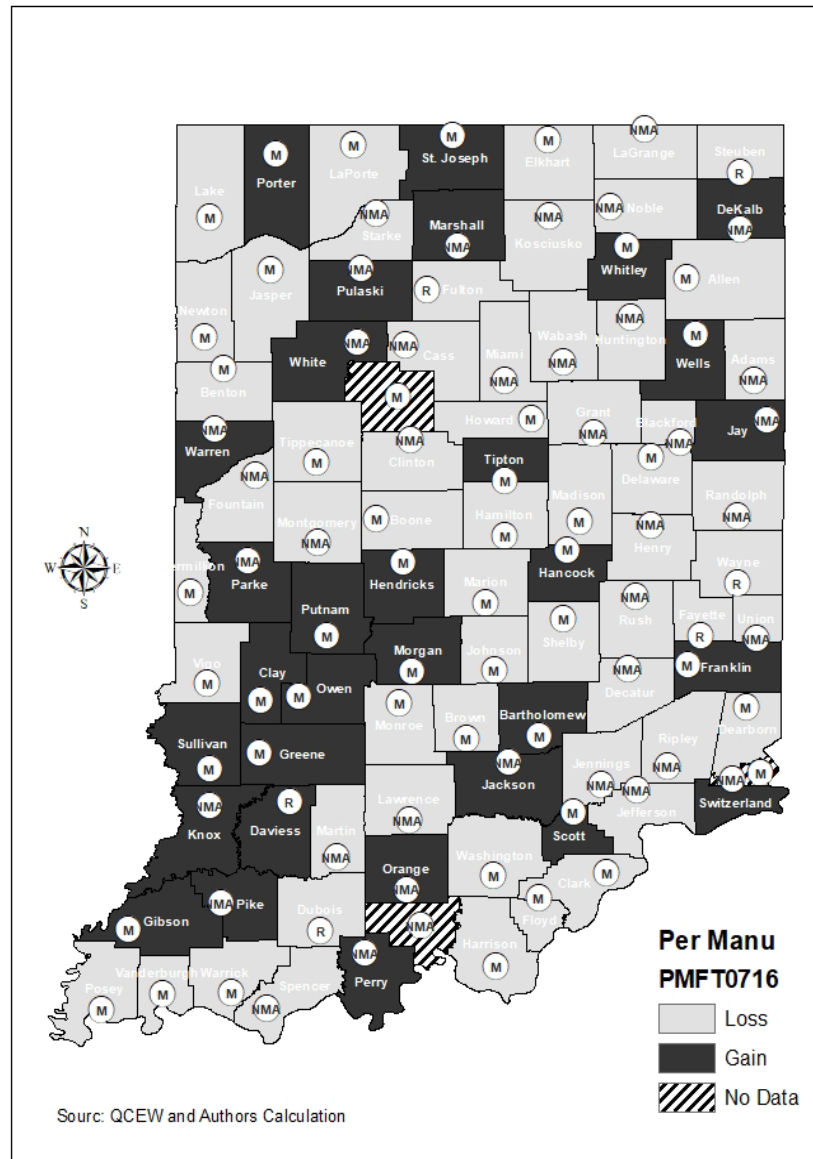 M
M
M
M
NMA
St. Joseph
Elkhart
LaGrange
Steuben
Porter
LaPorte
R
Lake
M
NMA
Starke
Marshall
NMA
NMA
Kosciusko
NMA
Noble
DeKalb
NMA
M
Whitley
M
Allen
NMA
Pulaski
R
Fulton
M
Jasper
Newton
M
White
NMA
NMA
Cass
Miami
NMA
Wabash
NMA
NMA
Huntington
M
Wells
Adams
NMA
M
Benton
M
Howard
M
Grant
NMA
Blackford
NMA
Jay
NMA
NMA
Warren
Tippecanoe
M
NMA
Clinton
Tipton
M
M
Delaware
Randolph
NMA
NMA
Fountain
Montgomery
NMA
M
Boone
Hamilton
M
Madison
M
NMA
Henry
Wayne
R
N
W
E
S
ermillion
M
NMA
Parke
M
Hendricks
Marion
M
M
Hancock
NMA
Rush
Fayette
R
Union
NMA
Putnam
M
Morgan
M
Johnson
M
M
Shelby
M
Franklin
Vigo
M
Clay
M
M
Owen
NMA
Decatur
M
Dearborn
M
Monroe
Brown
M
Bartholomew
M
Sullivan
M
M
Greene
NMA
Jackson
Jennings
NMA
Ripley
NMA
NMA
M
Switzerland
NMA
Knox
R
Daviess
Martin
NMA
Lawrence
NMA
M
Scott
NMA
Jefferson
Washington
M
M
Clark
Orange
NMA
M
Floyd
Gibson
M
NMA
Pike
Dubois
R
NMA
Harrison
M
Posey
M
Vanderburgh
M
Warrick
M
Spencer
NMA
NMA
Perry
Per Manu
PMFT0716
Loss
Gain
No Data
Sourc: QCEW and Authors Calculation